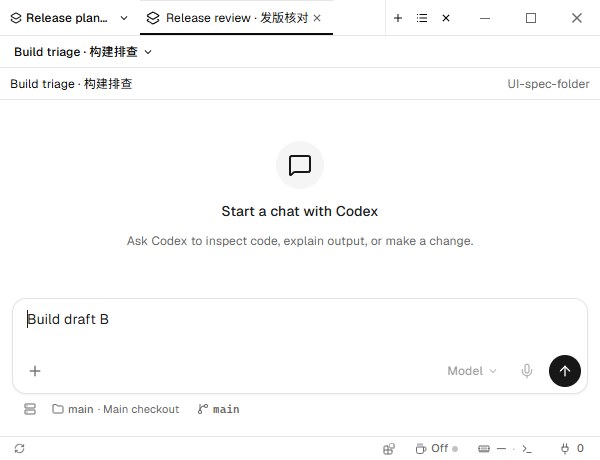 Release plan...
Release review · 发版核对
Build triage · 构建排查
Build triage · 构建排查
UI-spec-folder
Start a chat with Codex
Ask Codex to inspect code, explain output, or make a change.
Build draft B
Model
main · Main checkout
main
Off
0